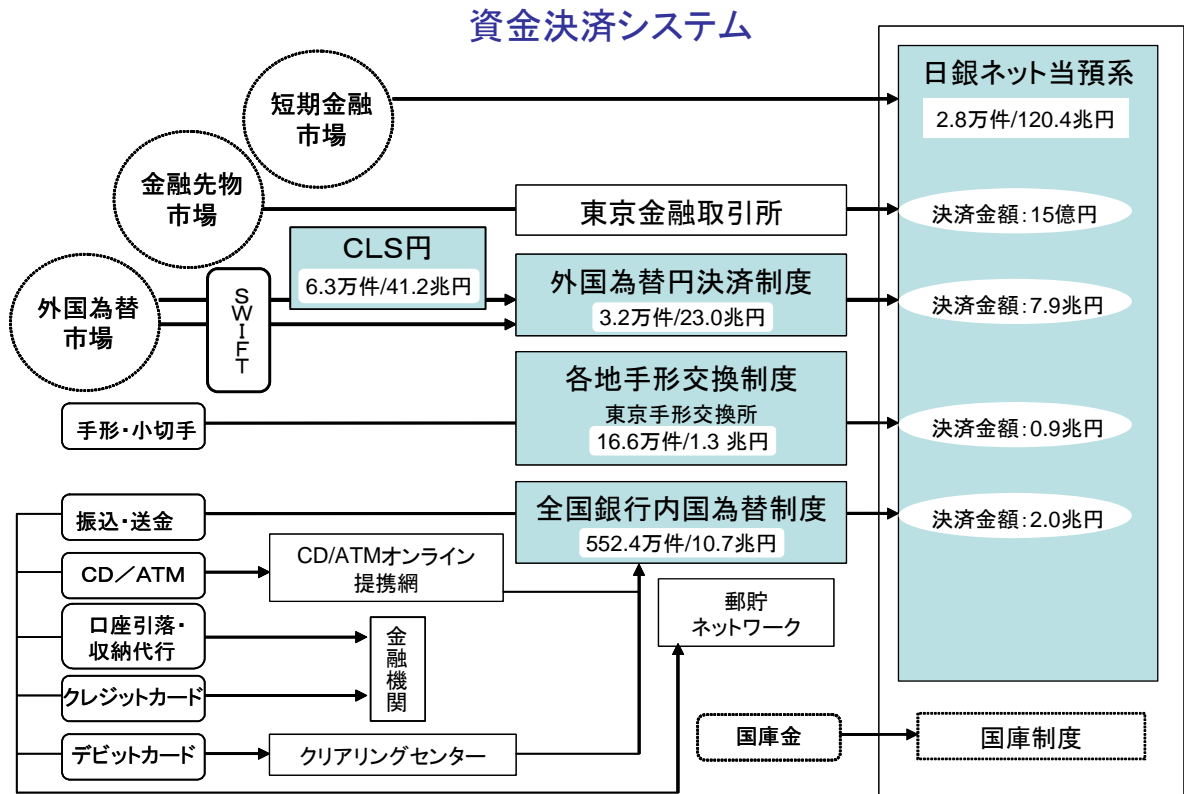 資金決済システム
短期金融
市場
日銀ネット当預系
2.8万件/120.4兆円
金融先物
市場
東京金融取引所
決済金額:15億円
CLS円
6.3万件/41.2兆円
外国為替
市場
SWIFT
外国為替円決済制度
3.2万件/23.0兆円
決済金額:7.9兆円
各地手形交換制度
東京手形交換所
16.6万件/1.3 兆円
手形・小切手
決済金額:0.9兆円
振込・送金
全国銀行内国為替制度
552.4万件/10.7兆円
決済金額:2.0兆円
CD/ATM
CD/ATMオンライン
提携網
郵貯
ネットワーク
口座引落・
収納代行
金融機関
クレジットカード
デビットカード
クリアリングセンター
国庫金
国庫制度